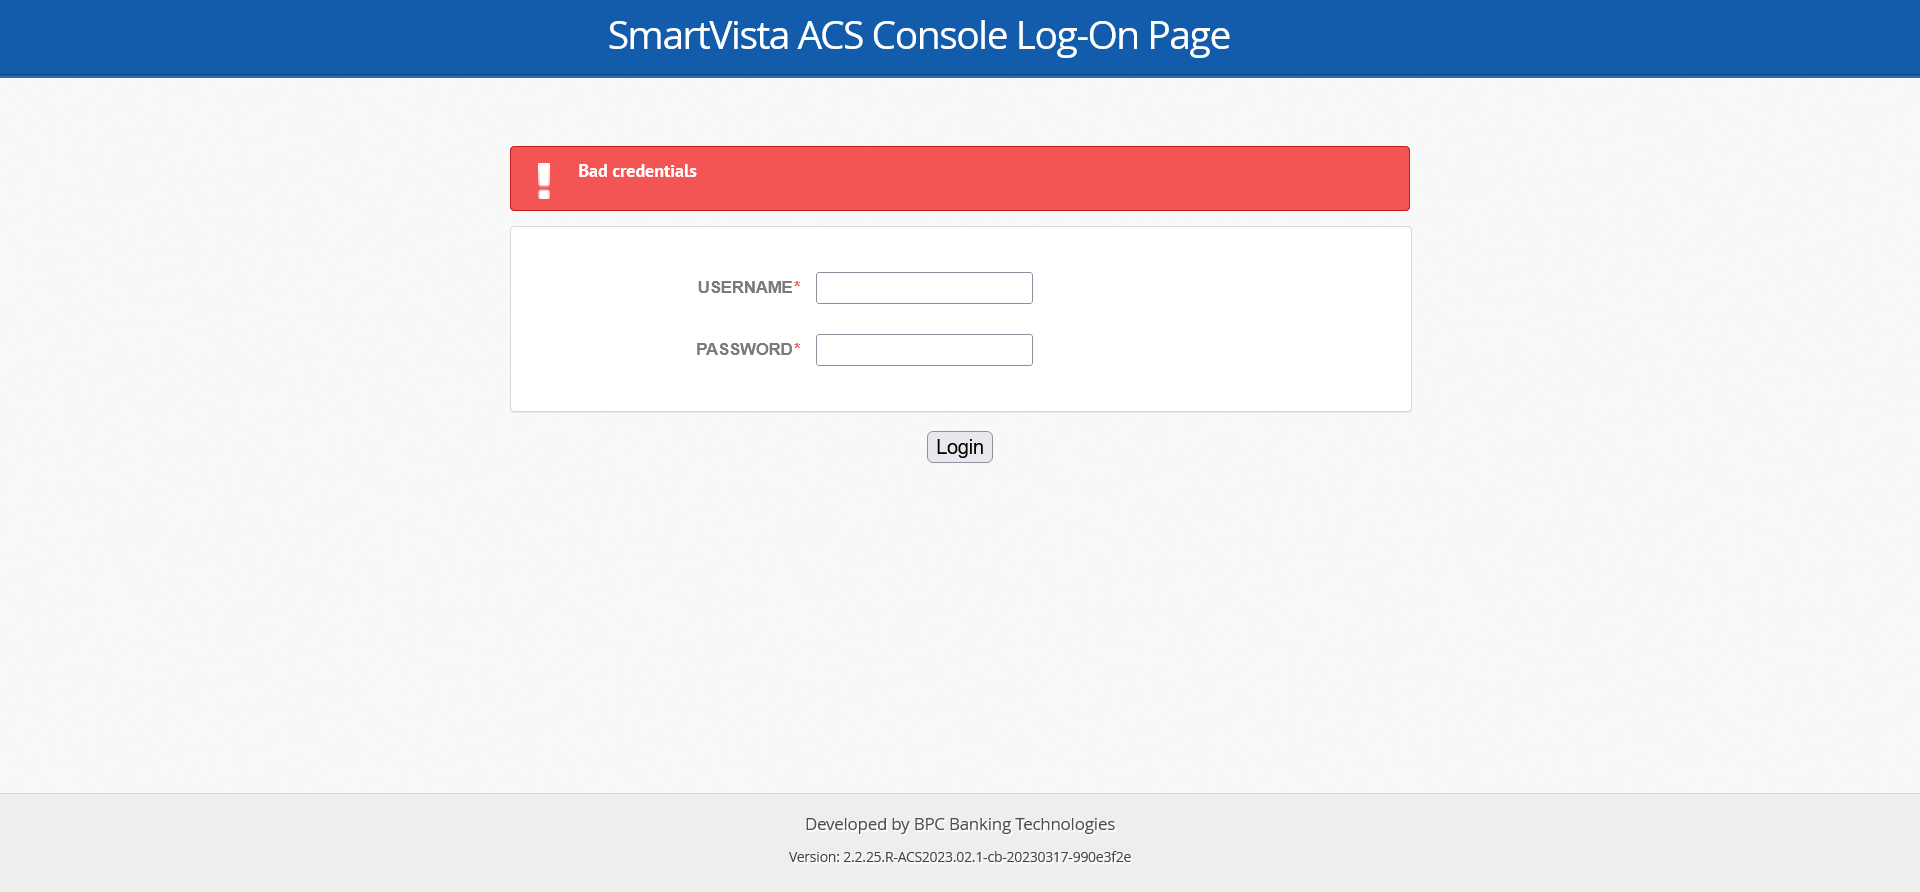 SmartVista ACS Console Log-On Page
Bad credentials
USERNAME*
PASSWORD*
Login
Developed by BPC Banking Technologies
Version: 2.2.25.R-ACS2023.02.1-cb-20230317-990e3f2e